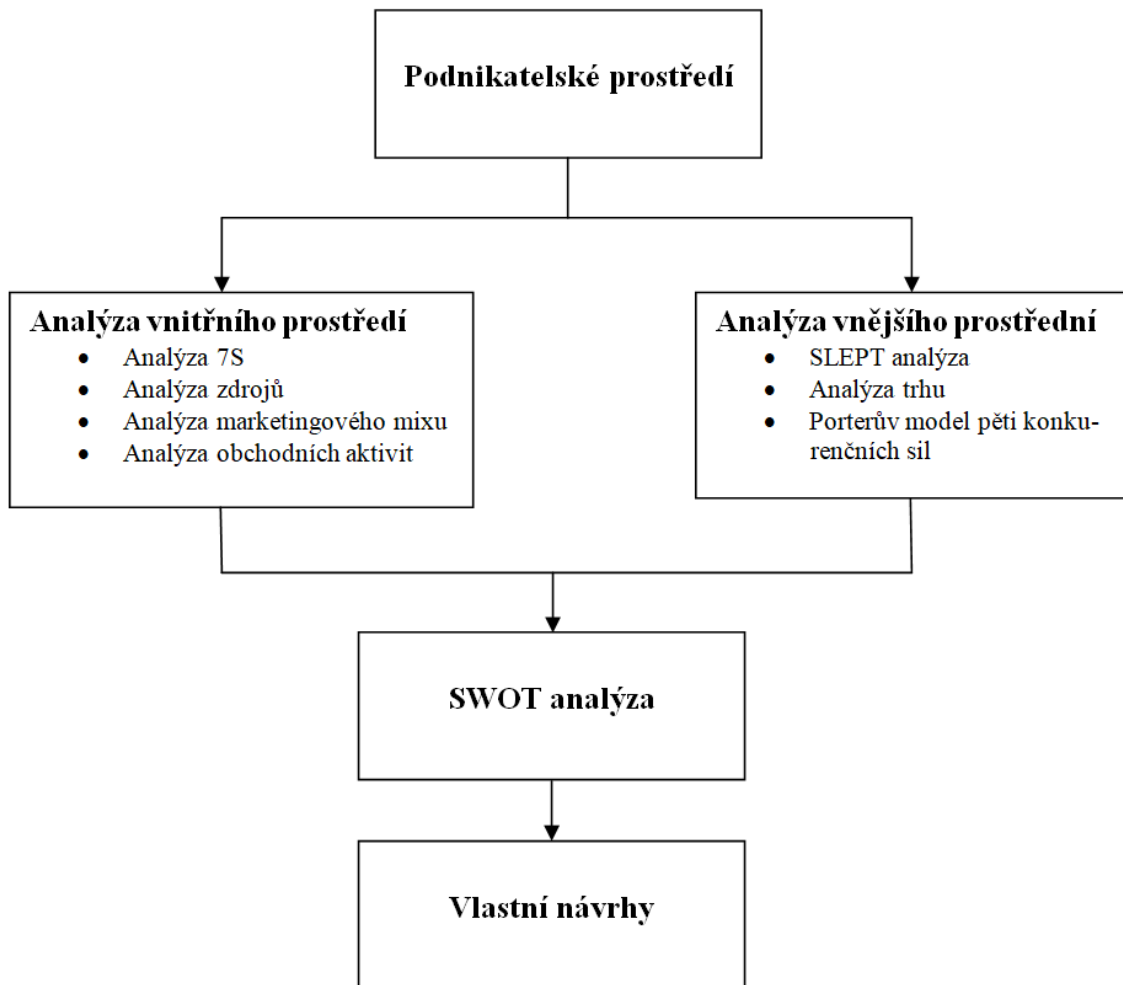 Podnikatelské prostředí
Analýza vnitřního prostředí
• Analýza 7S
• Analýza zdrojů
• Analýza marketingového mixu
• Analýza obchodních aktivit
Analýza vnějšího prostřední
• SLEPT analýza
• Analýza trhu
• Porterův model pěti konku-
renčních sil
SWOT analýza
Vlastní návrhy